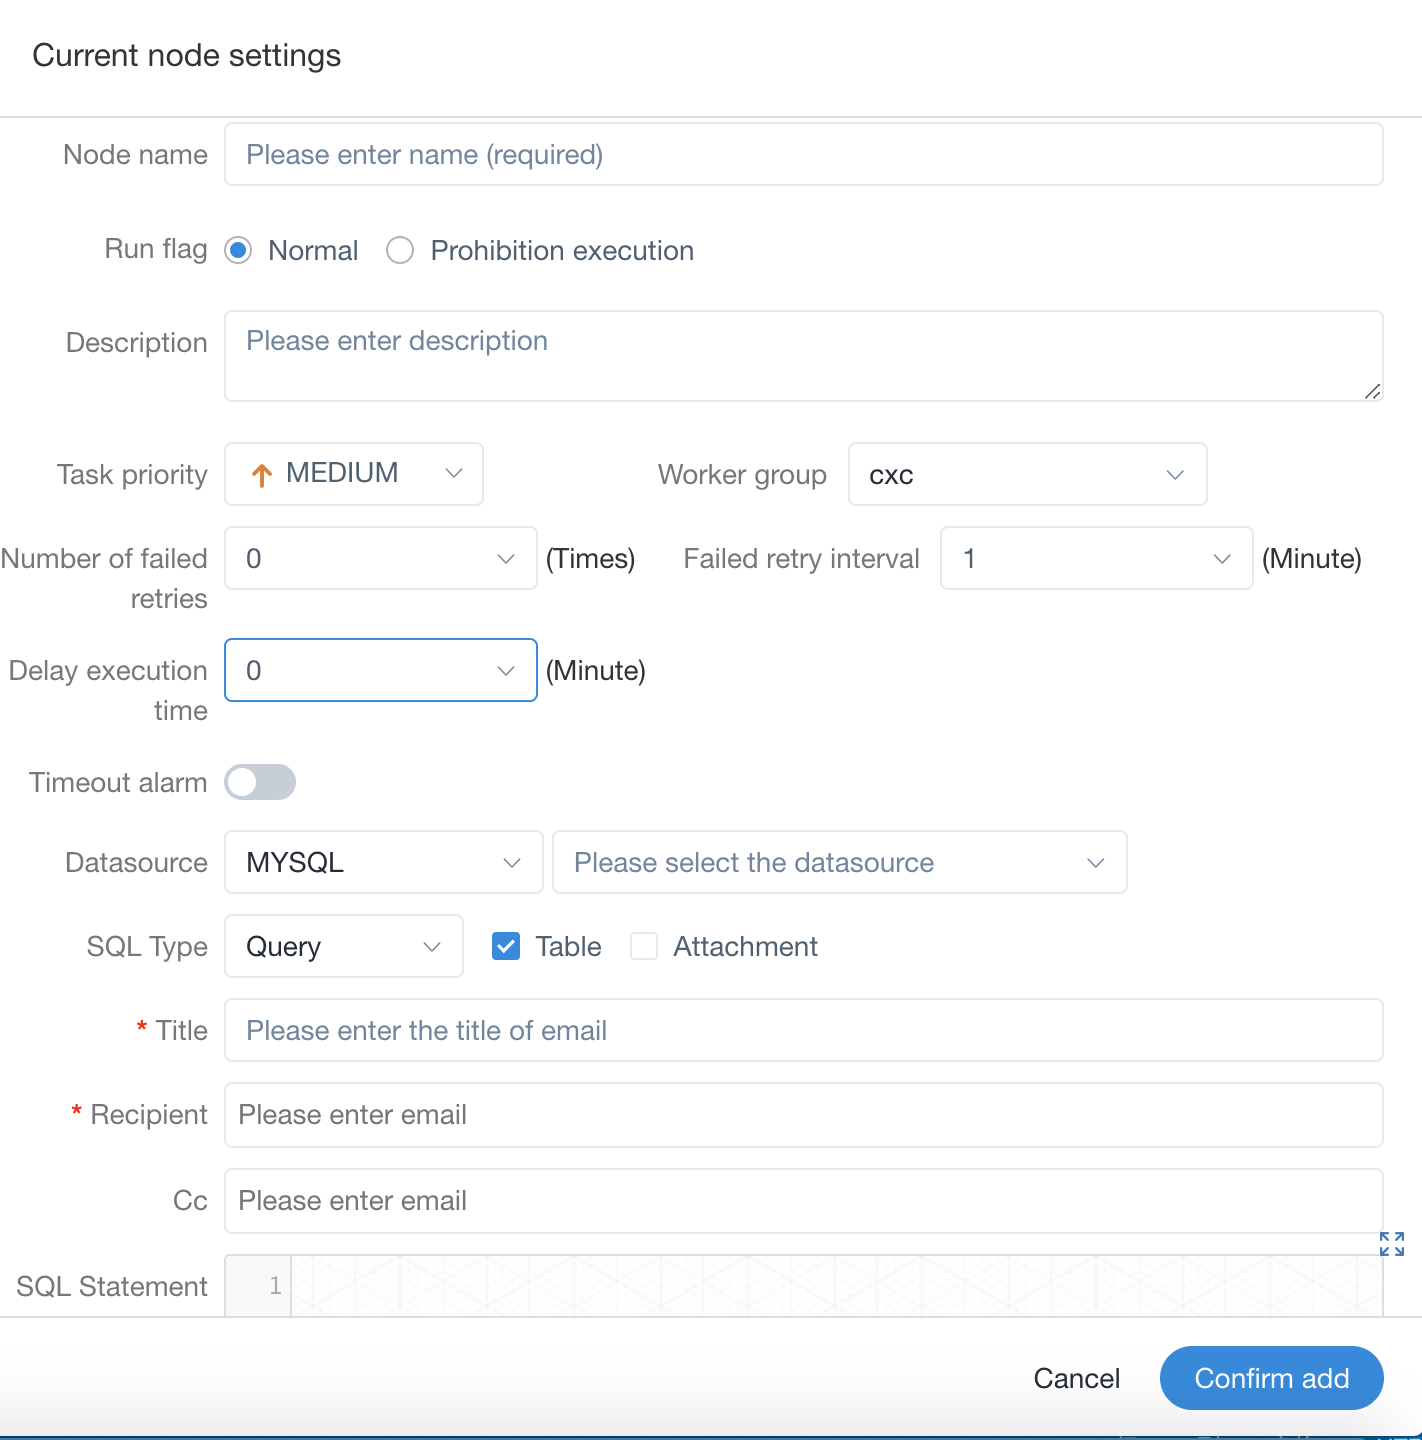 Current node settings
Node name Please enter name (required)
Run flag Normal Prohibition execution
Description Please enter description
Task priority MEDIUM Worker group cxc
Number of failed retries 0 (Times) Failed retry interval 1 (Minute)
Delay execution time 0 (Minute)
Timeout alarm
Datasource MYSQL Please select the datasource
SQL Type Query Table Attachment
* Title Please enter the title of email
* Recipient Please enter email
Cc Please enter email
SQL Statement 1
Cancel Confirm add